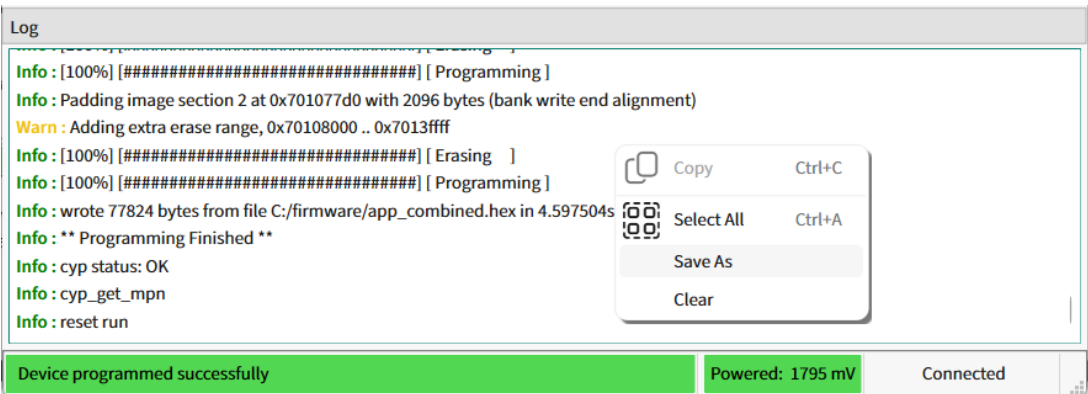 Log
Info : [100%] [################################] [ Erasing ]
Info : [100%] [################################] [ Programming ]
Info : Padding image section 2 at 0x701077d0 with 2096 bytes (bank write end alignment)
Warn : Adding extra erase range, 0x70108000 .. 0x7013ffff
Info : [100%] [################################] [ Erasing ]
Info : [100%] [################################] [ Programming ]
Info : wrote 77824 bytes from file C:/firmware/app_combined.hex in 4.597504s
Info : ** Programming Finished **
Info : cyp status: OK
Info : cyp_get_mpn
Info : reset run
Copy Ctrl+C
Select All Ctrl+A
Save As
Clear
Device programmed successfully
Powered: 1795 mV
Connected